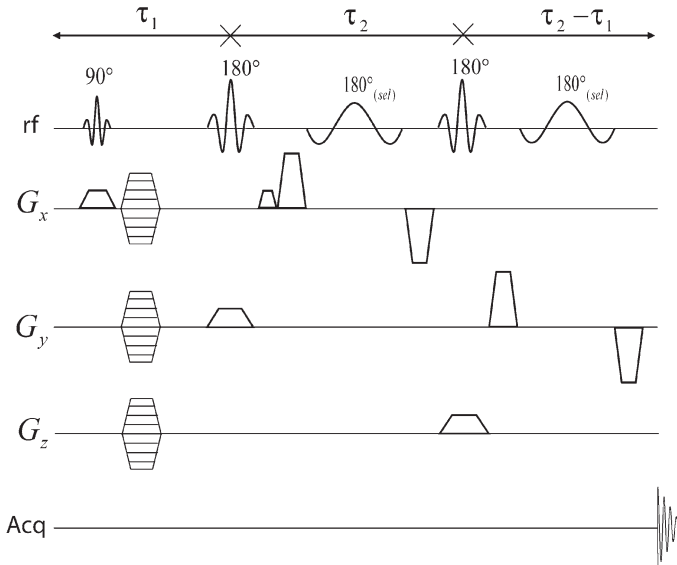 τ1 τ2 τ2 – τ1
90° 180° 180°(sel) 180° 180°(sel)
rf
Gx
Gy
Gz
Acq